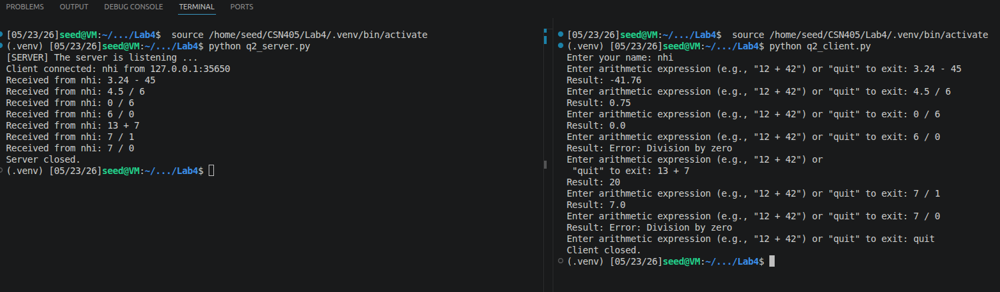 PROBLEMS OUTPUT DEBUG CONSOLE TERMINAL PORTS
[05/23/26]seed@VM:~/.../Lab4$  source /home/seed/CSN405/Lab4/.venv/bin/activate
(.venv) [05/23/26]seed@VM:~/.../Lab4$ python q2_server.py
[SERVER] The server is listening ...
Client connected: nhi from 127.0.0.1:35650
Received from nhi: 3.24 - 45
Received from nhi: 4.5 / 6
Received from nhi: 0 / 6
Received from nhi: 6 / 0
Received from nhi: 13 + 7
Received from nhi: 7 / 1
Received from nhi: 7 / 0
Server closed.
(.venv) [05/23/26]seed@VM:~/.../Lab4$
[05/23/26]seed@VM:~/.../Lab4$  source /home/seed/CSN405/Lab4/.venv/bin/activate
(.venv) [05/23/26]seed@VM:~/.../Lab4$ python q2_client.py
Enter your name: nhi
Enter arithmetic expression (e.g., "12 + 42") or "quit" to exit: 3.24 - 45
Result: -41.76
Enter arithmetic expression (e.g., "12 + 42") or "quit" to exit: 4.5 / 6
Result: 0.75
Enter arithmetic expression (e.g., "12 + 42") or "quit" to exit: 0 / 6
Result: 0.0
Enter arithmetic expression (e.g., "12 + 42") or "quit" to exit: 6 / 0
Result: Error: Division by zero
Enter arithmetic expression (e.g., "12 + 42") or
 "quit" to exit: 13 + 7
Result: 20
Enter arithmetic expression (e.g., "12 + 42") or "quit" to exit: 7 / 1
Result: 7.0
Enter arithmetic expression (e.g., "12 + 42") or "quit" to exit: 7 / 0
Result: Error: Division by zero
Enter arithmetic expression (e.g., "12 + 42") or "quit" to exit: quit
Client closed.
(.venv) [05/23/26]seed@VM:~/.../Lab4$